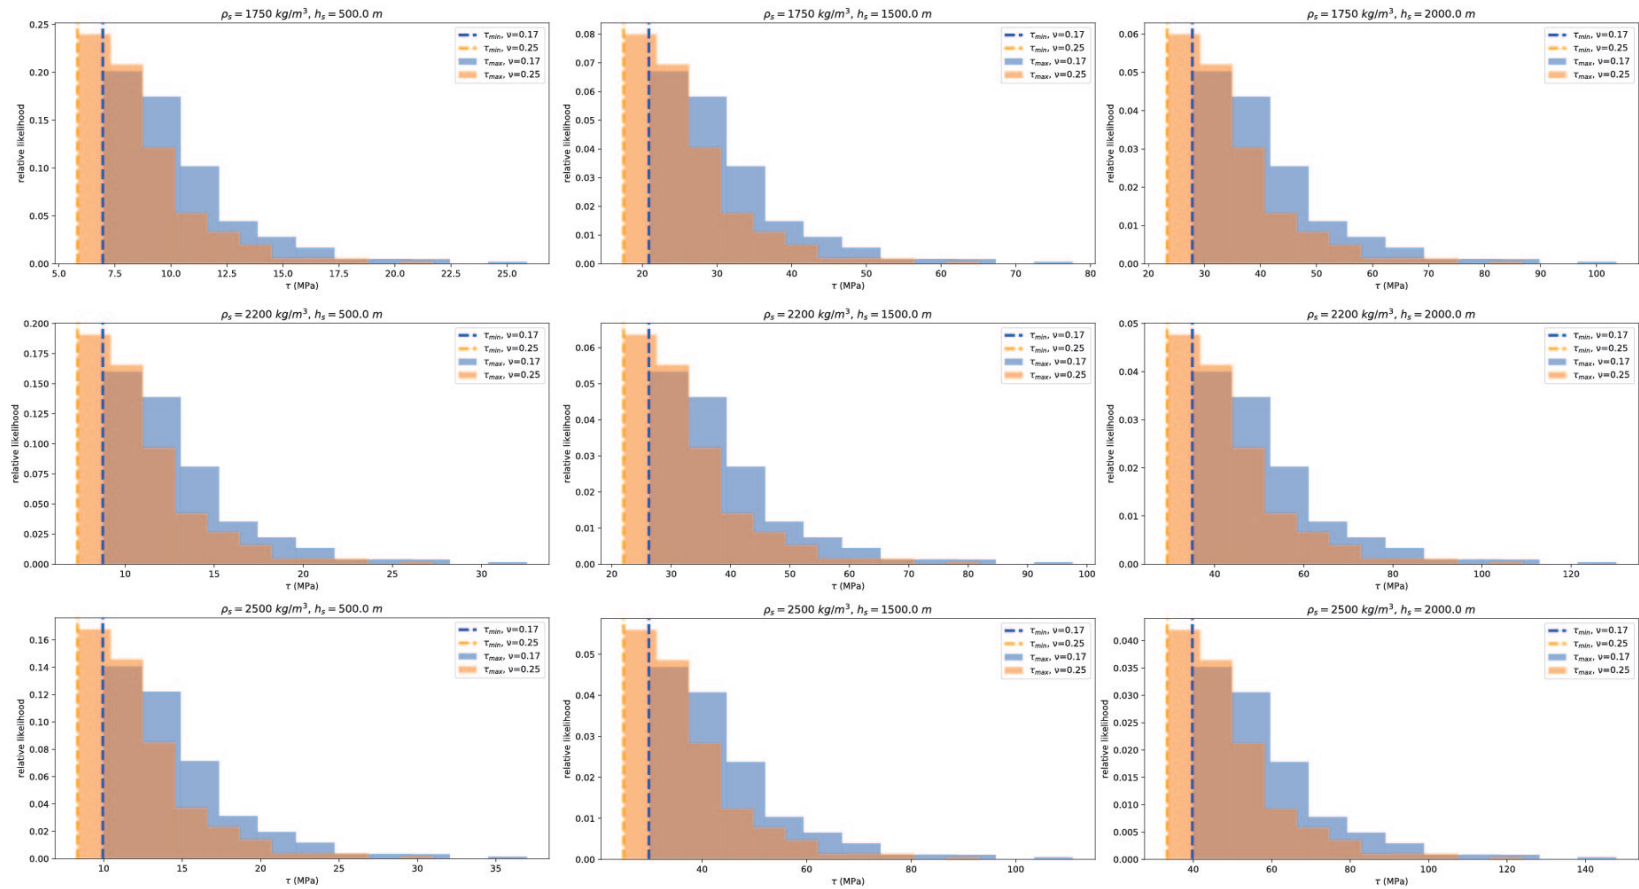 ρₛ = 1750 kg/m³, hₛ = 500.0 m
relative likelihood
0.25
0.20
0.15
0.10
0.05
0.00
5.0 7.5 10.0 12.5 15.0 17.5 20.0 22.5 25.0
τ (MPa)
τmin, ν=0.17
τmin, ν=0.25
τmax, ν=0.17
τmax, ν=0.25
ρₛ = 1750 kg/m³, hₛ = 1500.0 m
relative likelihood
0.08
0.07
0.06
0.05
0.04
0.03
0.02
0.01
0.00
20 30 40 50 60 70 80
τ (MPa)
τmin, ν=0.17
τmin, ν=0.25
τmax, ν=0.17
τmax, ν=0.25
ρₛ = 1750 kg/m³, hₛ = 2000.0 m
relative likelihood
0.06
0.05
0.04
0.03
0.02
0.01
0.00
20 30 40 50 60 70 80 90 100
τ (MPa)
τmin, ν=0.17
τmin, ν=0.25
τmax, ν=0.17
τmax, ν=0.25
ρₛ = 2200 kg/m³, hₛ = 500.0 m
relative likelihood
0.200
0.175
0.150
0.125
0.100
0.075
0.050
0.025
0.000
10 15 20 25 30
τ (MPa)
τmin, ν=0.17
τmin, ν=0.25
τmax, ν=0.17
τmax, ν=0.25
ρₛ = 2200 kg/m³, hₛ = 1500.0 m
relative likelihood
0.06
0.05
0.04
0.03
0.02
0.01
0.00
20 30 40 50 60 70 80 90 100
τ (MPa)
τmin, ν=0.17
τmin, ν=0.25
τmax, ν=0.17
τmax, ν=0.25
ρₛ = 2200 kg/m³, hₛ = 2000.0 m
relative likelihood
0.05
0.04
0.03
0.02
0.01
0.00
40 60 80 100 120
τ (MPa)
τmin, ν=0.17
τmin, ν=0.25
τmax, ν=0.17
τmax, ν=0.25
ρₛ = 2500 kg/m³, hₛ = 500.0 m
relative likelihood
0.16
0.14
0.12
0.10
0.08
0.06
0.04
0.02
0.00
10 15 20 25 30 35
τ (MPa)
τmin, ν=0.17
τmin, ν=0.25
τmax, ν=0.17
τmax, ν=0.25
ρₛ = 2500 kg/m³, hₛ = 1500.0 m
relative likelihood
0.05
0.04
0.03
0.02
0.01
0.00
40 60 80 100
τ (MPa)
τmin, ν=0.17
τmin, ν=0.25
τmax, ν=0.17
τmax, ν=0.25
ρₛ = 2500 kg/m³, hₛ = 2000.0 m
relative likelihood
0.040
0.035
0.030
0.025
0.020
0.015
0.010
0.005
0.000
40 60 80 100 120 140
τ (MPa)
τmin, ν=0.17
τmin, ν=0.25
τmax, ν=0.17
τmax, ν=0.25